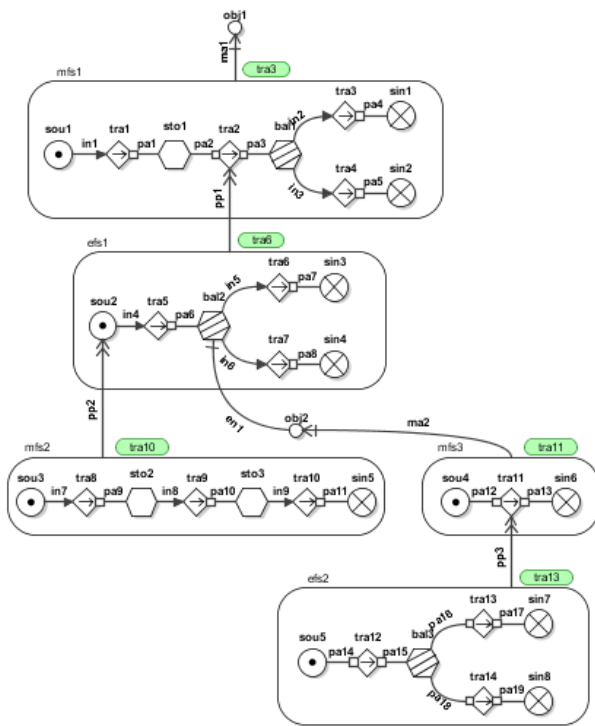 obj1
ma1
mfs1
tra3
tra3
pa4
sin1
in2
sou1
in1
tra1
pa1
sto1
pa2
tra2
pa3
bal1
tra4
pa5
sin2
in3
pp1
efs1
tra6
tra6
pa7
sin3
in5
sou2
in4
tra5
pa6
bal2
tra7
pa8
sin4
in6
pp2
en1
obj2
ma2
mfs2
tra10
mfs3
tra11
sou3
in7
tra8
pa9
sto2
in8
tra9
pa10
sto3
in9
tra10
pa11
sin5
sou4
pa12
tra11
pa13
sin6
pp3
efs2
tra13
tra13
pa17
sin7
pa16
sou5
pa14
tra12
pa15
bal3
tra14
pa19
sin8
pa18